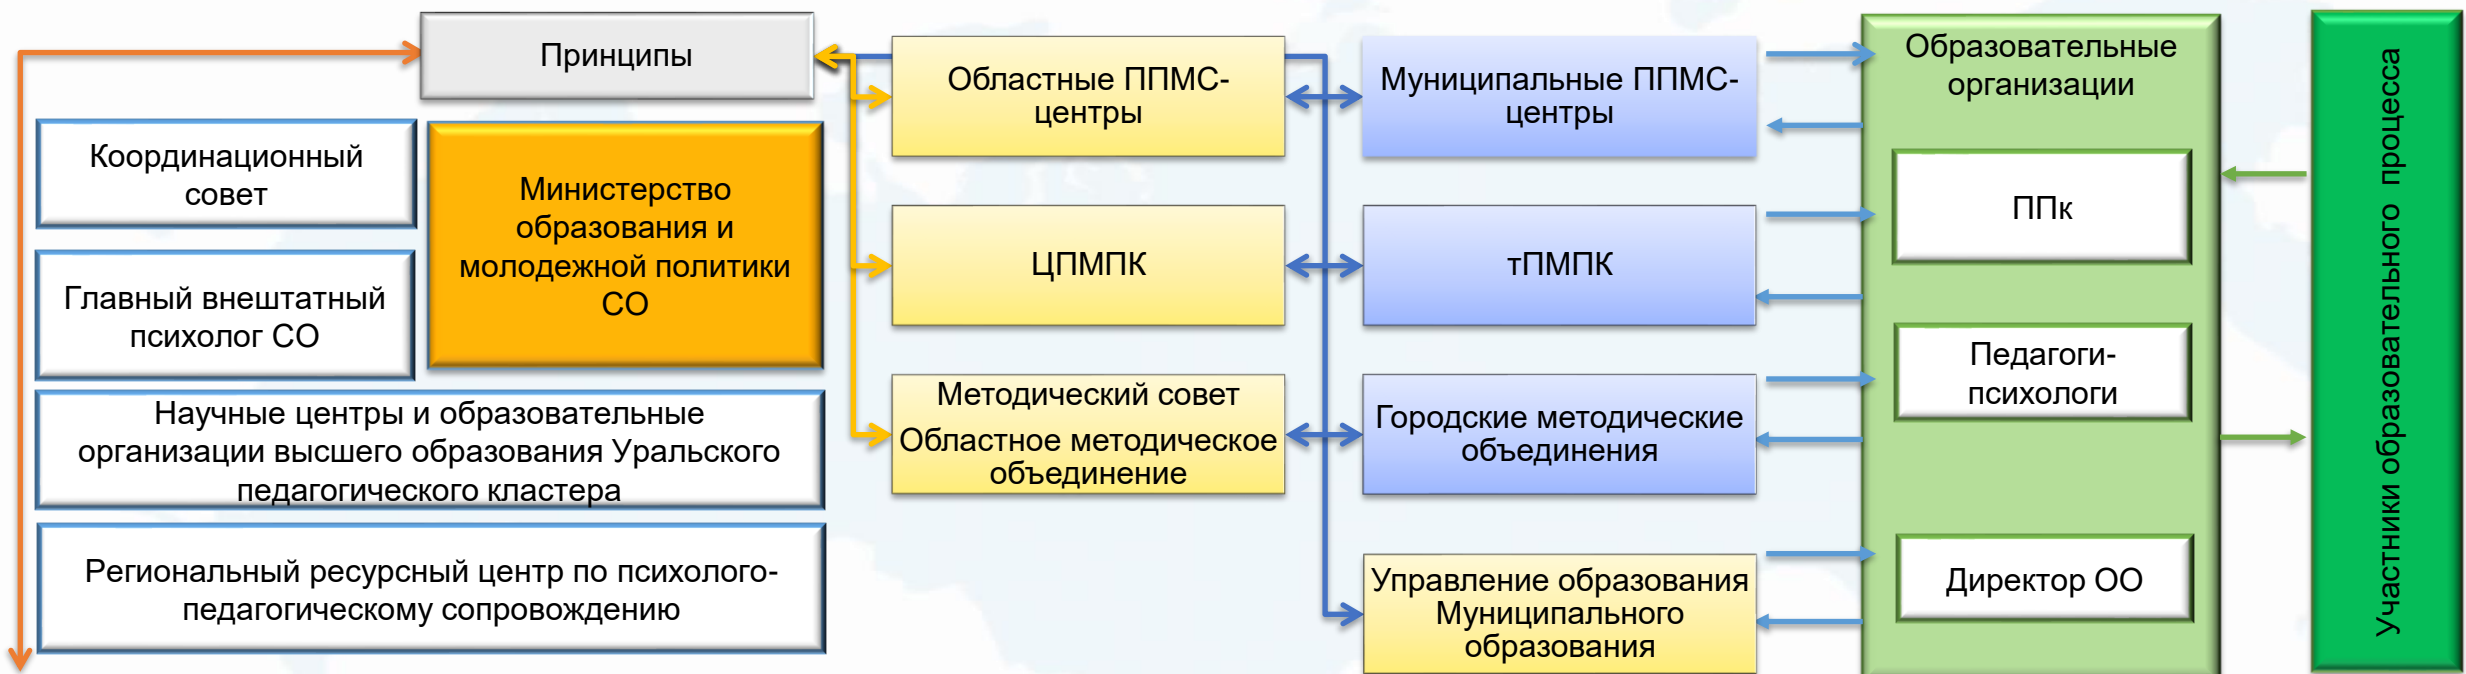 Принципы
Координационный
совет
Министерство
образования и
молодежной политики
СО
Главный внештатный
психолог СО
Научные центры и образовательные
организации высшего образования Уральского
педагогического кластера
Региональный ресурсный центр по психолого-
педагогическому сопровождению
Областные ППМС-
центры
ЦПМПК
Методический совет
Областное методическое
объединение
Муниципальные ППМС-
центры
тПМПК
Городские методические
объединения
Управление образования
Муниципального
образования
Образовательные
организации
ППк
Педагоги-
психологи
Директор ОО
Участники образовательного процесса